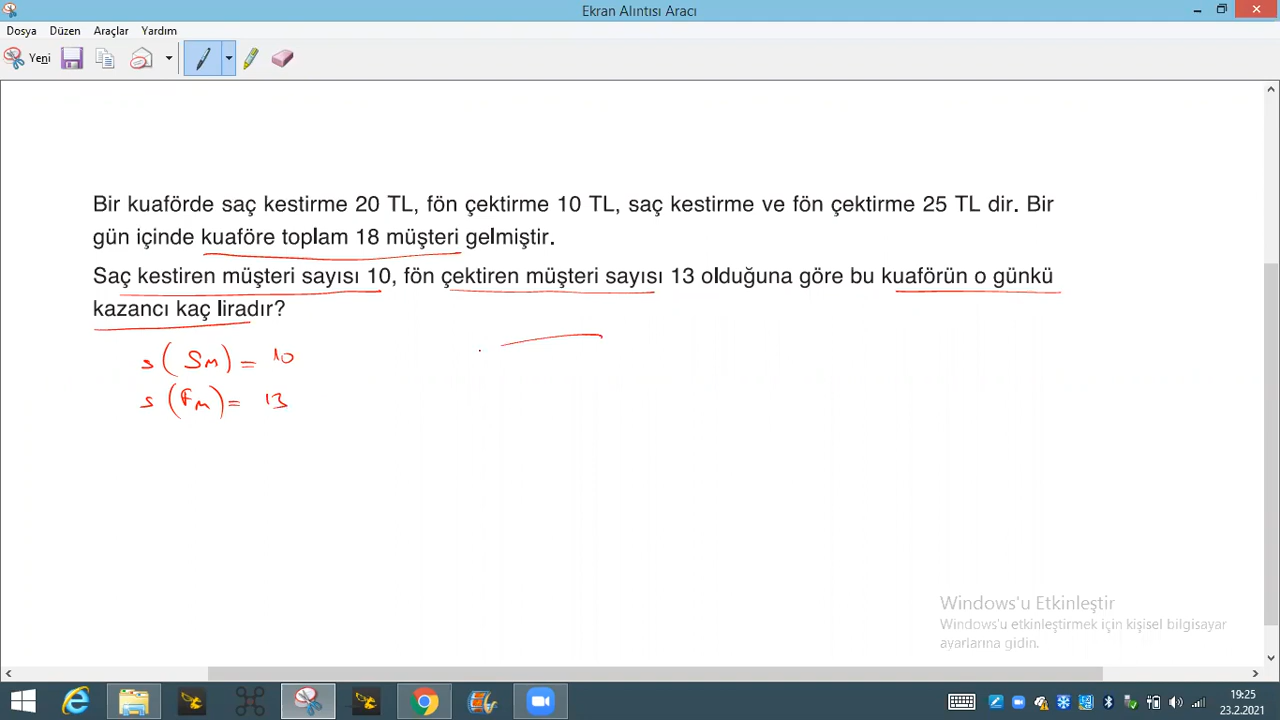 Ekran Alıntısı Aracı
Dosya Düzen Araçlar Yardım
Yeni
Bir kuaförde saç kestirme 20 TL, fön çektirme 10 TL, saç kestirme ve fön çektirme 25 TL dir. Bir
gün içinde kuaföre toplam 18 müşteri gelmiştir.
Saç kestiren müşteri sayısı 10, fön çektiren müşteri sayısı 13 olduğuna göre bu kuaförün o günkü
kazancı kaç liradır?
s(SM) = 10
s(FM) = 13
Windows'u Etkinleştir
Windows'u etkinleştirmek için kişisel bilgisayar
ayarlarına gidin.
19:25
23.2.2021